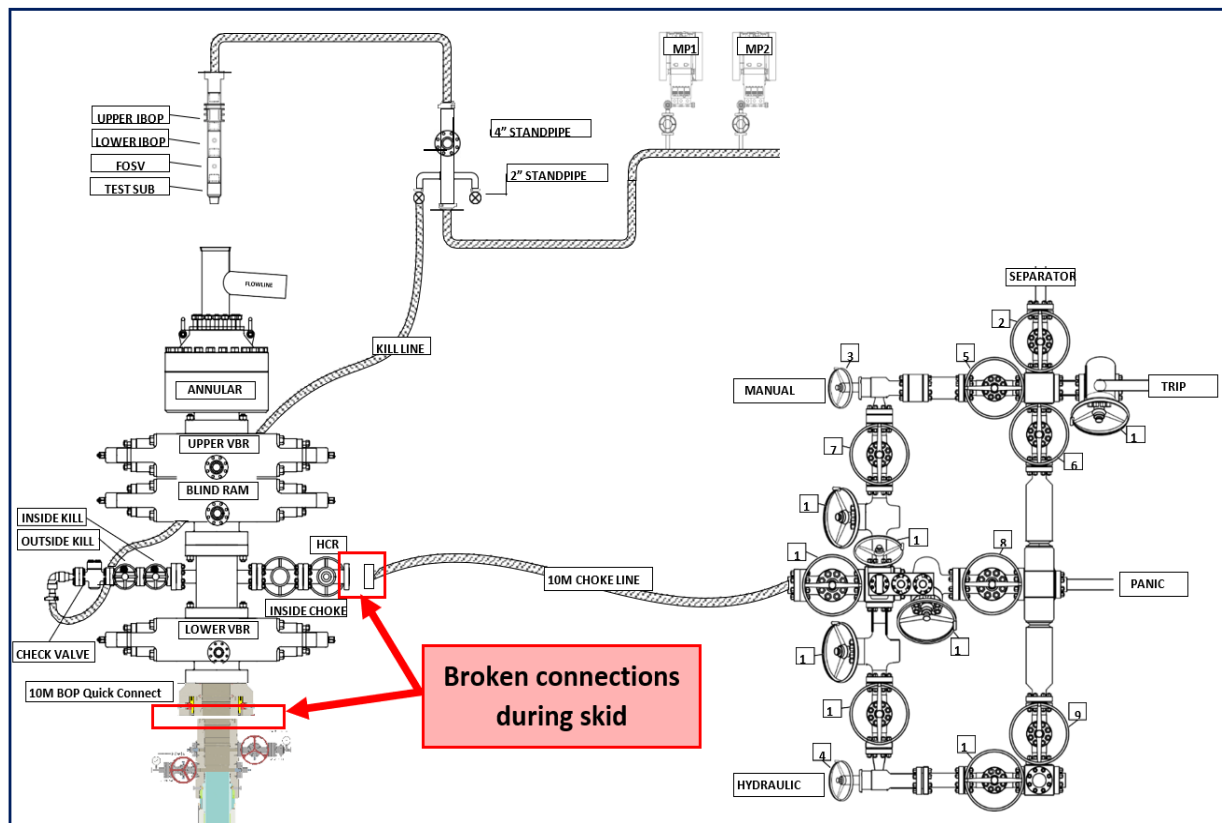 MP1
MP2
UPPER IBOP
LOWER IBOP
FOSV
TEST SUB
4” STANDPIPE
2” STANDPIPE
FLOWLINE
KILL LINE
ANNULAR
UPPER VBR
BLIND RAM
INSIDE KILL
OUTSIDE KILL
HCR
INSIDE CHOKE
10M CHOKE LINE
LOWER VBR
CHECK VALVE
10M BOP Quick Connect
Broken connections
during skid
SEPARATOR
2
3
5
MANUAL
TRIP
1
7
6
1
1
1
8
PANIC
1
1
1
9
1
4
HYDRAULIC